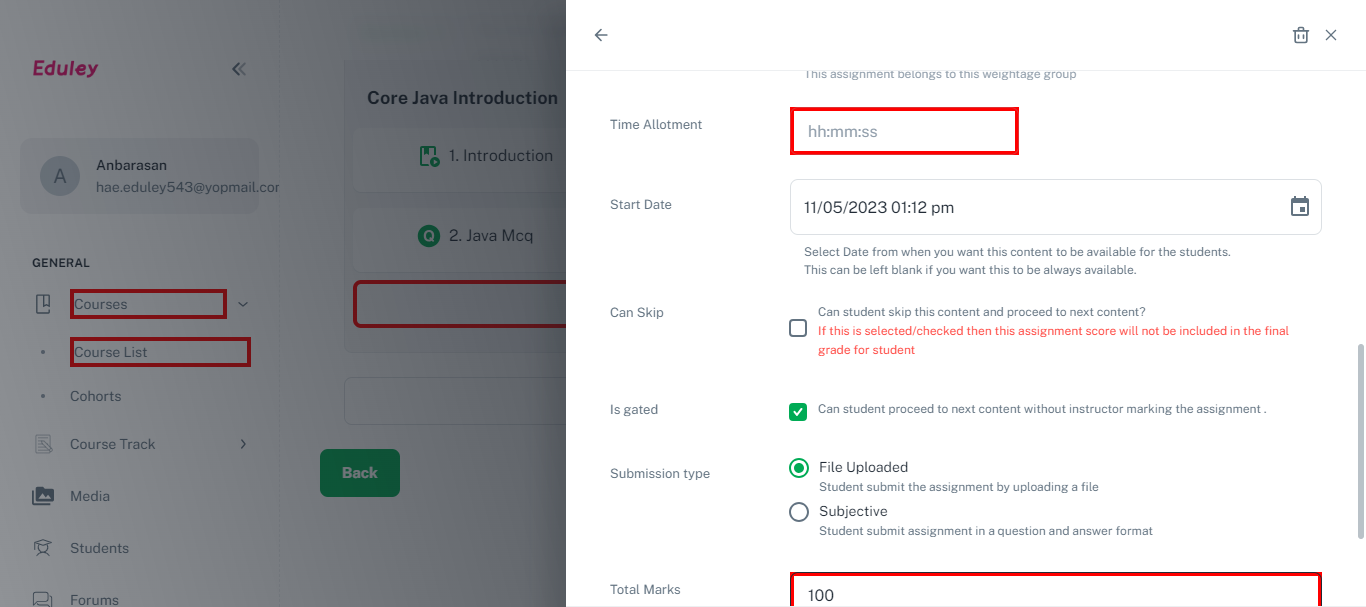 Eduley
A
Anbarasan
hae.eduley543@yopmail.cor
GENERAL
Courses
Course List
Cohorts
Course Track
Media
Students
Forums
Core Java Introduction
1. Introduction
Q
2. Java Mcq
Back
This assignment belongs to this weightage group
Time Allotment
hh:mm:ss
Start Date
11/05/2023 01:12 pm
Select Date from when you want this content to be available for the students.
This can be left blank if you want this to be always available.
Can Skip
Can student skip this content and proceed to next content?
If this is selected/checked then this assignment score will not be included in the final
grade for student
Is gated
Can student proceed to next content without instructor marking the assignment .
Submission type
File Uploaded
Student submit the assignment by uploading a file
Subjective
Student submit assignment in a question and answer format
Total Marks
100